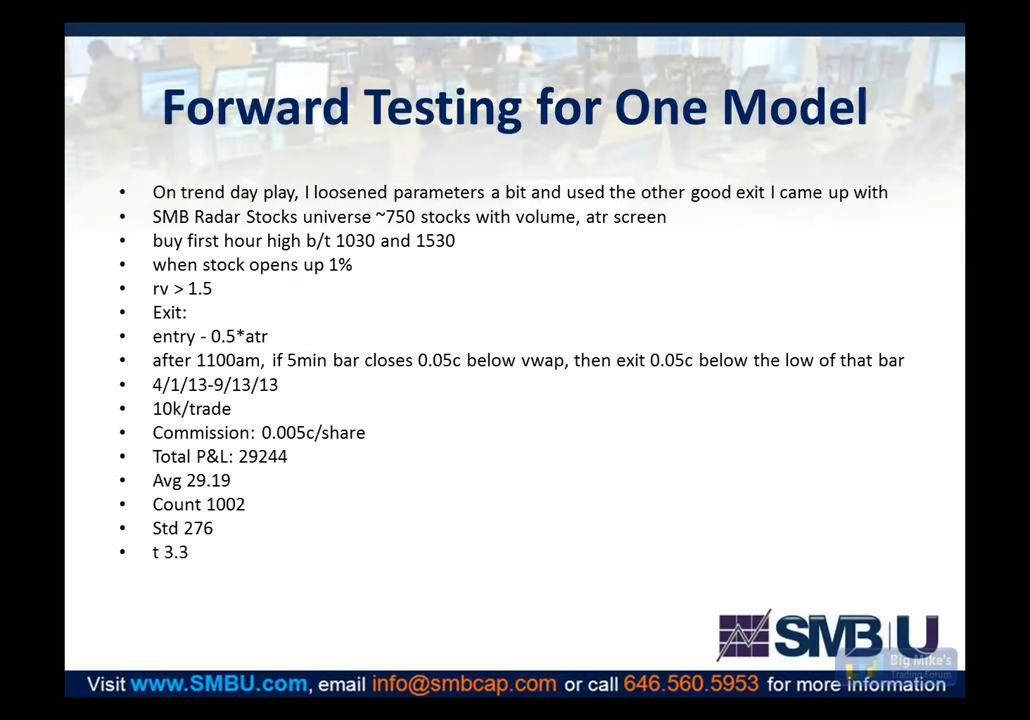 Forward Testing for One Model
• On trend day play, I loosened parameters a bit and used the other good exit I came up with
• SMB Radar Stocks universe ~750 stocks with volume, atr screen
• buy first hour high b/t 1030 and 1530
• when stock opens up 1%
• rv > 1.5
• Exit:
• entry - 0.5*atr
• after 1100am, if 5min bar closes 0.05c below vwap, then exit 0.05c below the low of that bar
• 4/1/13-9/13/13
• 10k/trade
• Commission: 0.005c/share
• Total P&L: 29244
• Avg 29.19
• Count 1002
• Std 276
• t 3.3
SMB U
Big Mike's
Trading Forum
Visit www.SMBU.com, email info@smbcap.com or call 646.560.5953 for more information